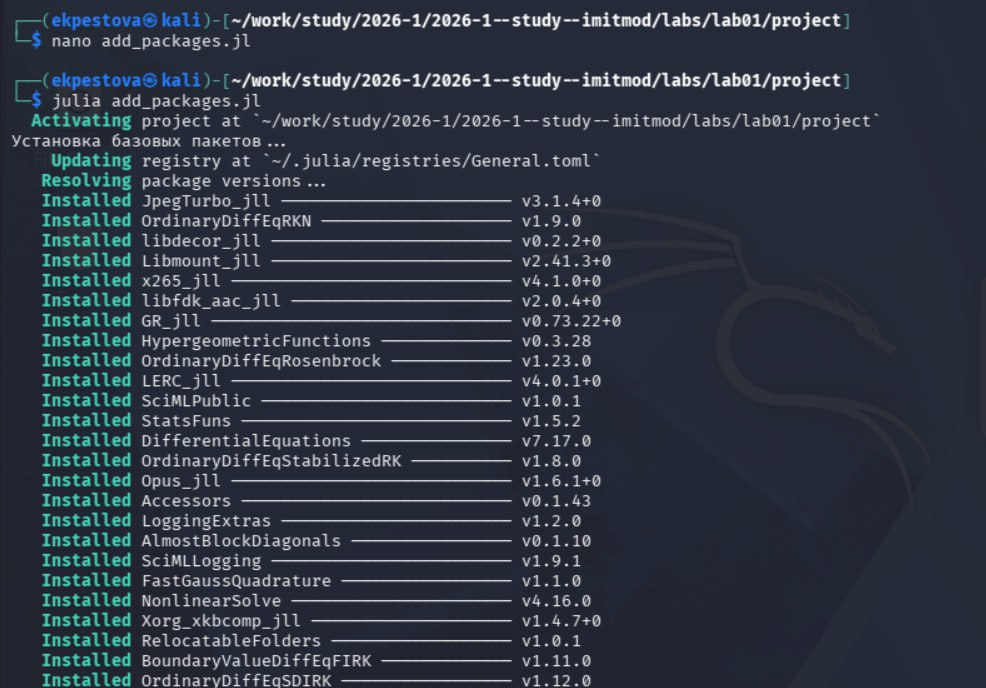 ┌──(ekpestova㉿kali)-[~/work/study/2026-1/2026-1--study--imitmod/labs/lab01/project]
└─$ nano add_packages.jl
┌──(ekpestova㉿kali)-[~/work/study/2026-1/2026-1--study--imitmod/labs/lab01/project]
└─$ julia add_packages.jl
Activating project at `~/work/study/2026-1/2026-1--study--imitmod/labs/lab01/project`
Установка базовых пакетов...
Updating registry at `~/.julia/registries/General.toml`
Resolving package versions...
Installed JpegTurbo_jll ─────────────────────── v3.1.4+0
Installed OrdinaryDiffEqRKN ─────────────────── v1.9.0
Installed libdecor_jll ──────────────────────── v0.2.2+0
Installed Libmount_jll ──────────────────────── v2.41.3+0
Installed x265_jll ──────────────────────────── v4.1.0+0
Installed libfdk_aac_jll ────────────────────── v2.0.4+0
Installed GR_jll ────────────────────────────── v0.73.22+0
Installed HypergeometricFunctions ───────────── v0.3.28
Installed OrdinaryDiffEqRosenbrock ──────────── v1.23.0
Installed LERC_jll ──────────────────────────── v4.0.1+0
Installed SciMLPublic ───────────────────────── v1.0.1
Installed StatsFuns ─────────────────────────── v1.5.2
Installed DifferentialEquations ─────────────── v7.17.0
Installed OrdinaryDiffEqStabilizedRK ────────── v1.8.0
Installed Opus_jll ──────────────────────────── v1.6.1+0
Installed Accessors ─────────────────────────── v0.1.43
Installed LoggingExtras ─────────────────────── v1.2.0
Installed AlmostBlockDiagonals ──────────────── v0.1.10
Installed SciMLLogging ──────────────────────── v1.9.1
Installed FastGaussQuadrature ───────────────── v1.1.0
Installed NonlinearSolve ────────────────────── v4.16.0
Installed Xorg_xkbcomp_jll ──────────────────── v1.4.7+0
Installed RelocatableFolders ────────────────── v1.0.1
Installed BoundaryValueDiffEqFIRK ───────────── v1.11.0
Installed OrdinaryDiffEqSDIRK ───────────────── v1.12.0